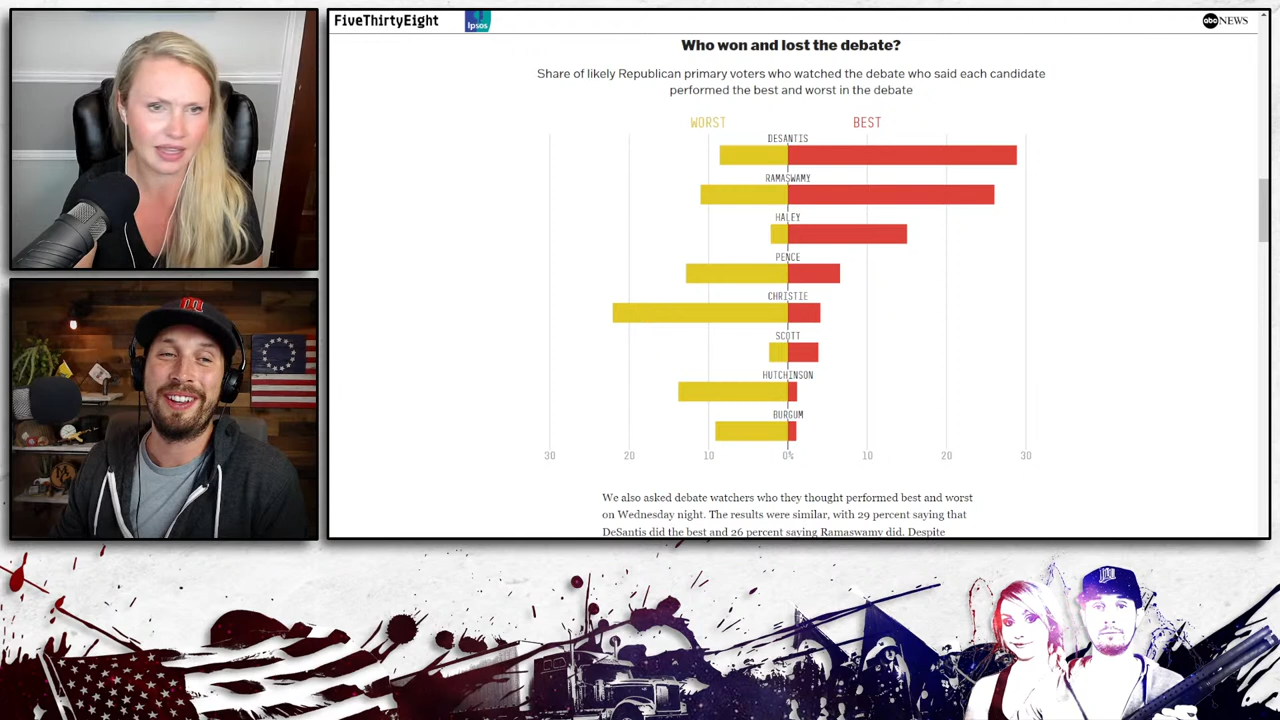 FiveThirtyEight
Ipsos
abc NEWS
Who won and lost the debate?
Share of likely Republican primary voters who watched the debate who said each candidate
performed the best and worst in the debate
WORST BEST
DESANTIS
RAMASWAMY
HALEY
PENCE
CHRISTIE
SCOTT
HUTCHINSON
BURGUM
30 20 10 0% 10 20 30
We also asked debate watchers who they thought performed best and worst
on Wednesday night. The results were similar, with 29 percent saying that
DeSantis did the best and 26 percent saying Ramaswamy did. Despite